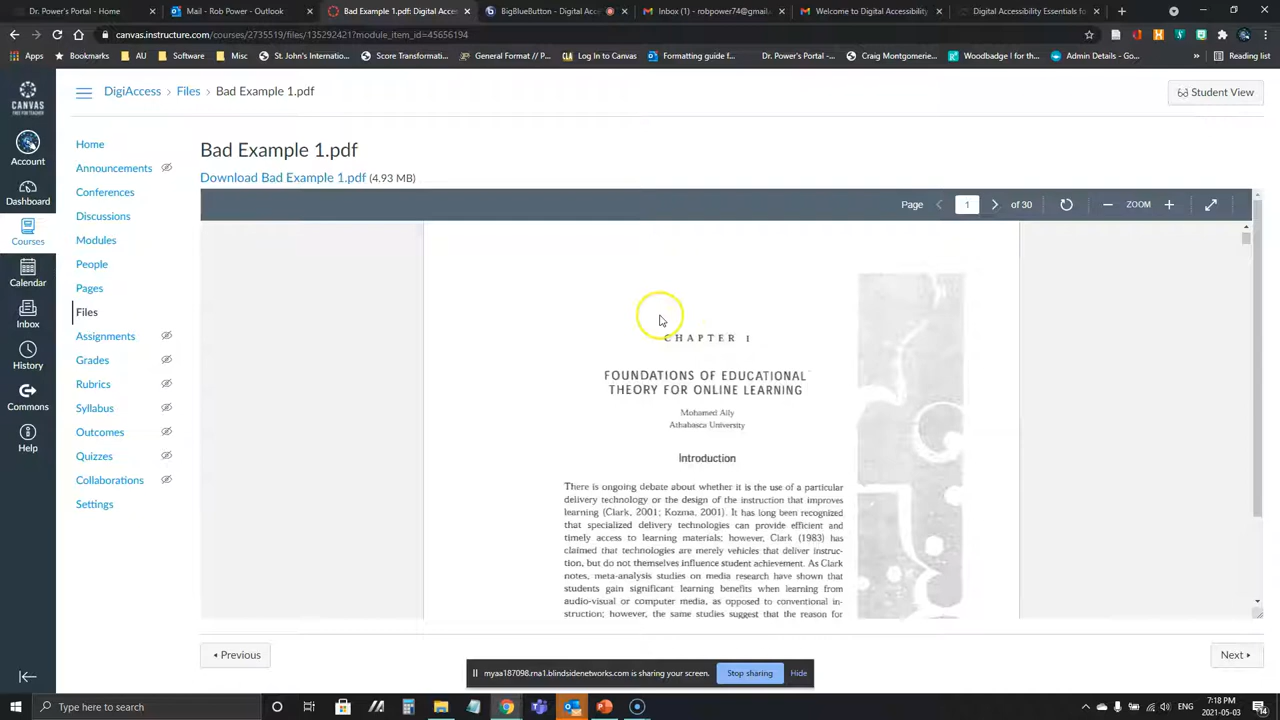 Dr. Power's Portal - Access
Mail - Rob Power - Outlook
Bad Example 1.pdf: Digital Access
BigBlueButton - Digital Acc
Inbox (1) - robpower74@gmail.
Welcome to Digital Accessibility
Digital Accessibility Essentials fo
canvas.instructure.com/courses/2735519/files/135292421?module_item_id=45656194
Apps
Bookmarks
AU
Software
Misc
St. John's Internatio...
Score Transformatio...
General Format // P...
Log In to Canvas
Formatting guide f...
Dr. Power's Portal -...
Craig Montgomerie...
Woodbadge I for th...
Admin Details - Go...
»
Reading list
CANVAS
FREE FOR TEACHER
Account
Dashboard
Courses
Calendar
Inbox
History
Commons
Help
DigiAccess > Files > Bad Example 1.pdf
Student View
Home
Announcements
Conferences
Discussions
Modules
People
Pages
Files
Assignments
Grades
Rubrics
Syllabus
Outcomes
Quizzes
Collaborations
Settings
Bad Example 1.pdf
Download Bad Example 1.pdf (4.93 MB)
Page 1 of 30 ZOOM
CHAPTER 1
FOUNDATIONS OF EDUCATIONAL
THEORY FOR ONLINE LEARNING
Mohamed Ally
Athabasca University
Introduction
There is ongoing debate about whether it is the use of a particular
delivery technology or the design of the instruction that improves
learning (Clark, 2001; Kozma, 2001). It has long been recognized
that specialized delivery technologies can provide efficient and
timely access to learning materials; however, Clark (1983) has
claimed that technologies are merely vehicles that deliver instruc-
tion, but do not themselves influence student achievement. As Clark
notes, meta-analysis studies on media research have shown that
students gain significant learning benefits when learning from
audio-visual or computer media, as opposed to conventional in-
struction; however, the same studies suggest that the reason for
Previous
Next
myaa187098.rna1.blindsidenetworks.com is sharing your screen.
Stop sharing
Hide
Type here to search
7:18 PM
2021-05-03